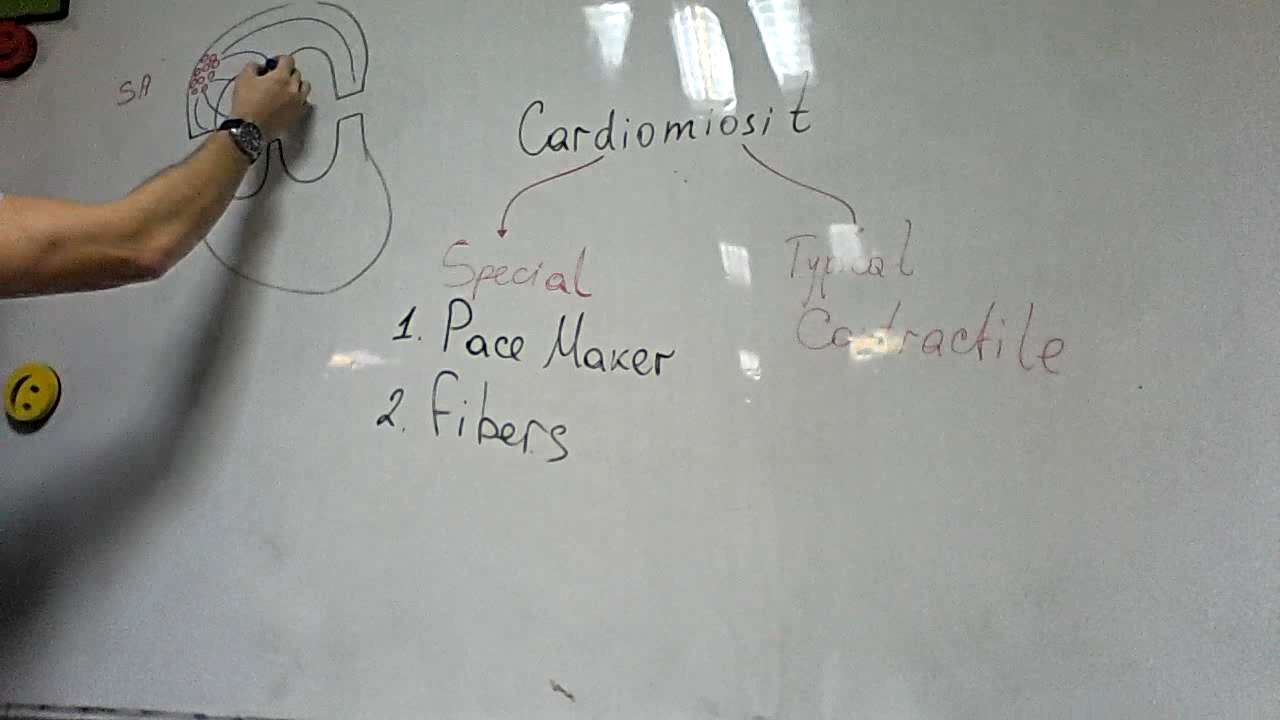 SA
Cardiomiosit
Special
Typical
1. Pace Maker
Contractile
2. Fibers